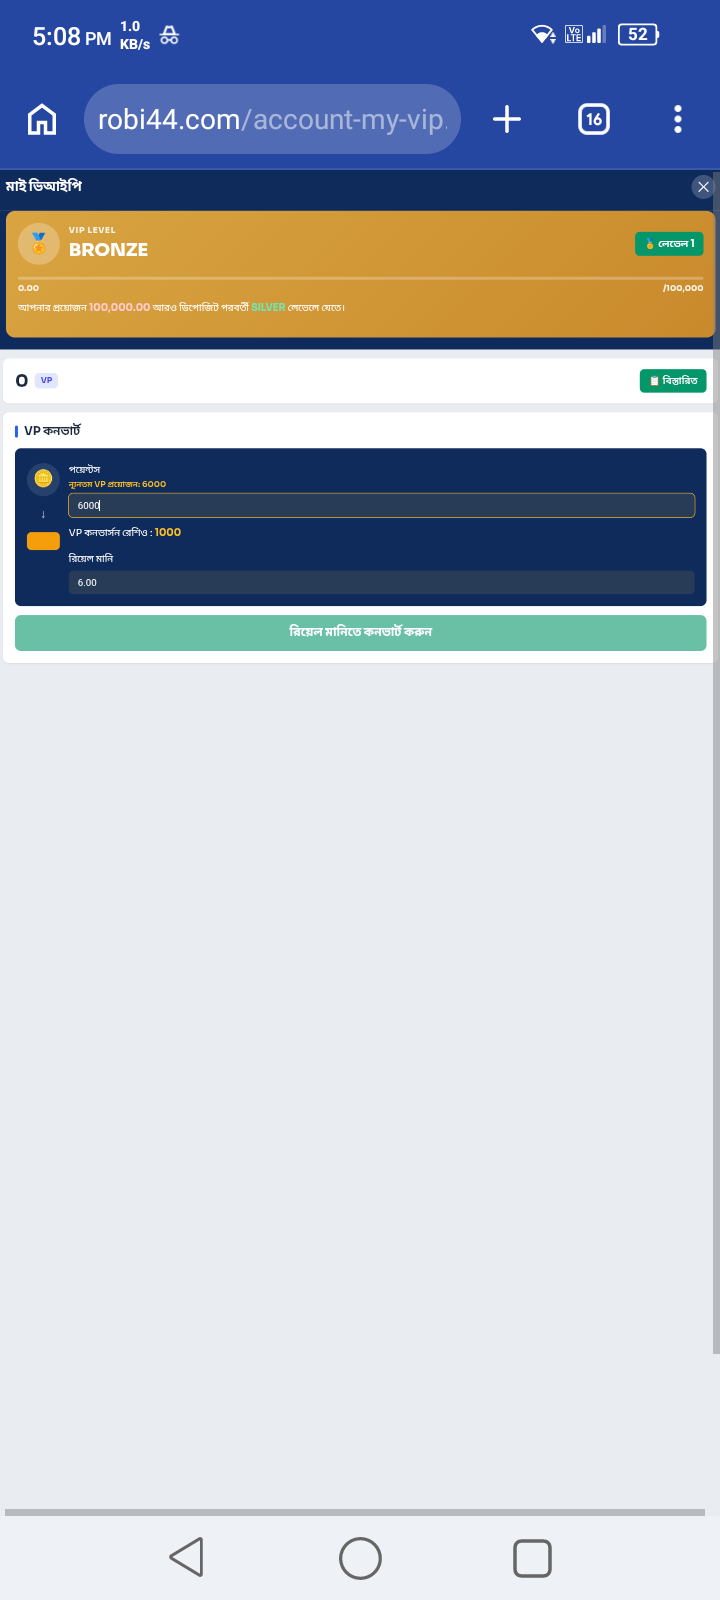 5:08 PM 1.0 KB/s Vo LTE 52
robi44.com/account-my-vip. 16
মাই ভিআইপি
VIP LEVEL
BRONZE
লেভেল 1
0.00 /100,000
আপনার প্রয়োজন 100,000.00 আরও ডিপোজিট পরবর্তী SILVER লেভেলে যেতে।
0 VP বিস্তারিত
VP কনভার্ট
পয়েন্টস
ন্যূনতম VP প্রয়োজন: 6000
6000
↓
VP কনভার্সন রেশিও : 1000
রিয়েল মানি
6.00
রিয়েল মানিতে কনভার্ট করুন